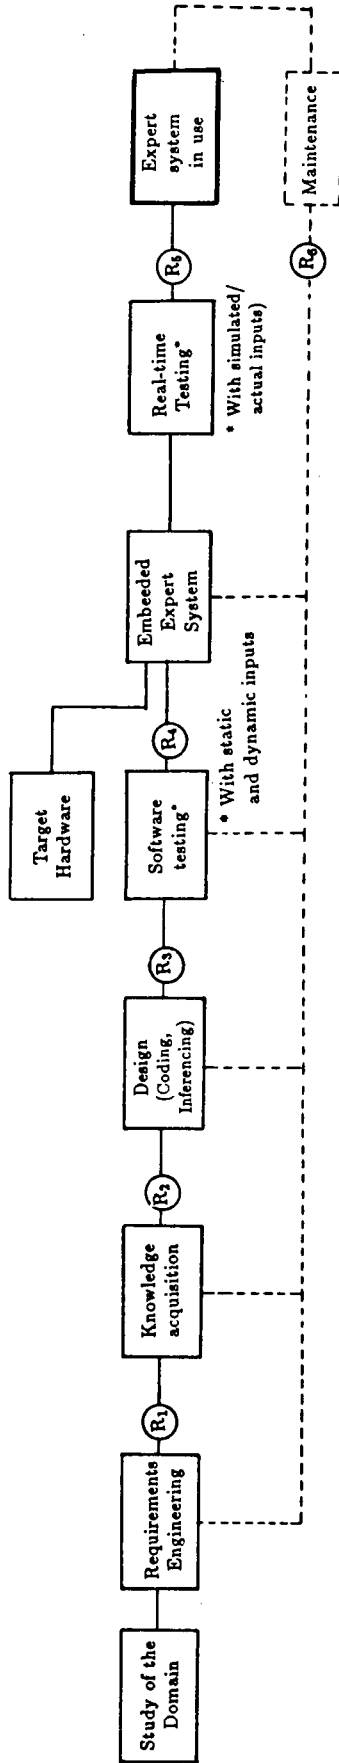 Study of the
Domain
Requirements
Engineering
R1
Knowledge
acquisition
R2
Design
(Coding,
Inferencing)
R3
Software
testing*
* With static
and dynamic inputs
R4
Target
Hardware
Embeeded
Expert
System
Real-time
Testing*
* With simulated/
actual inputs)
R5
Expert
system
in use
R6
Maintenance